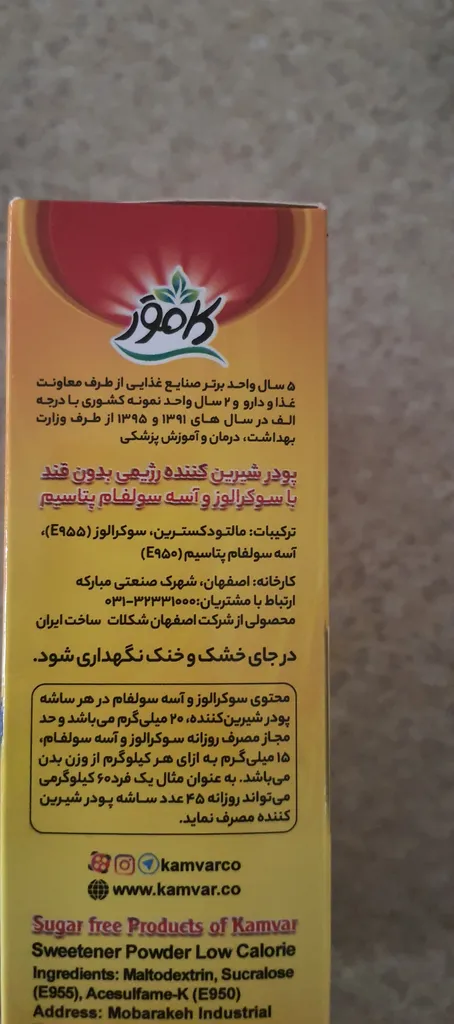 کامور
۵ سال واحد برتر صنایع غذایی از طرف معاونت
غذا و دارو و ۲ سال واحد نمونه کشوری با درجه
الف در سال های ۱۳۹۱ و ۱۳۹۵ از طرف وزارت
بهداشت، درمان و آموزش پزشکی
پودر شیرین کننده رژیمی بدون قند
با سوکرالوز و آسه سولفام پتاسیم
ترکیبات: مالتودکسترین، سوکرالوز (E۹۵۵)،
آسه سولفام پتاسیم (E۹۵۰)
کارخانه: اصفهان، شهرک صنعتی مبارکه
ارتباط با مشتریان:۳۲۳۳۱۰۰۰-۰۳۱
محصولی از شرکت اصفهان شکلات ساخت ایران
در جای خشک و خنک نگهداری شود.
محتوی سوکرالوز و آسه سولفام در هر ساشه
پودر شیرین‌کننده، ۲۰ میلی‌گرم می‌باشد و حد
مجاز مصرف روزانه سوکرالوز و آسه سولفام،
۱۵ میلی‌گرم به ازای هر کیلوگرم از وزن بدن
می‌باشد. به عنوان مثال یک فرد۶۰ کیلوگرمی
می‌تواند روزانه ۴۵ عدد ساشه پودر شیرین
کننده مصرف نماید.
kamvarco
www.kamvar.co
Sugar free Products of Kamvar
Sweetener Powder Low Calorie
Ingredients: Maltodextrin, Sucralose
(E955), Acesulfame-K (E950)
Address: Mobarakeh Industrial